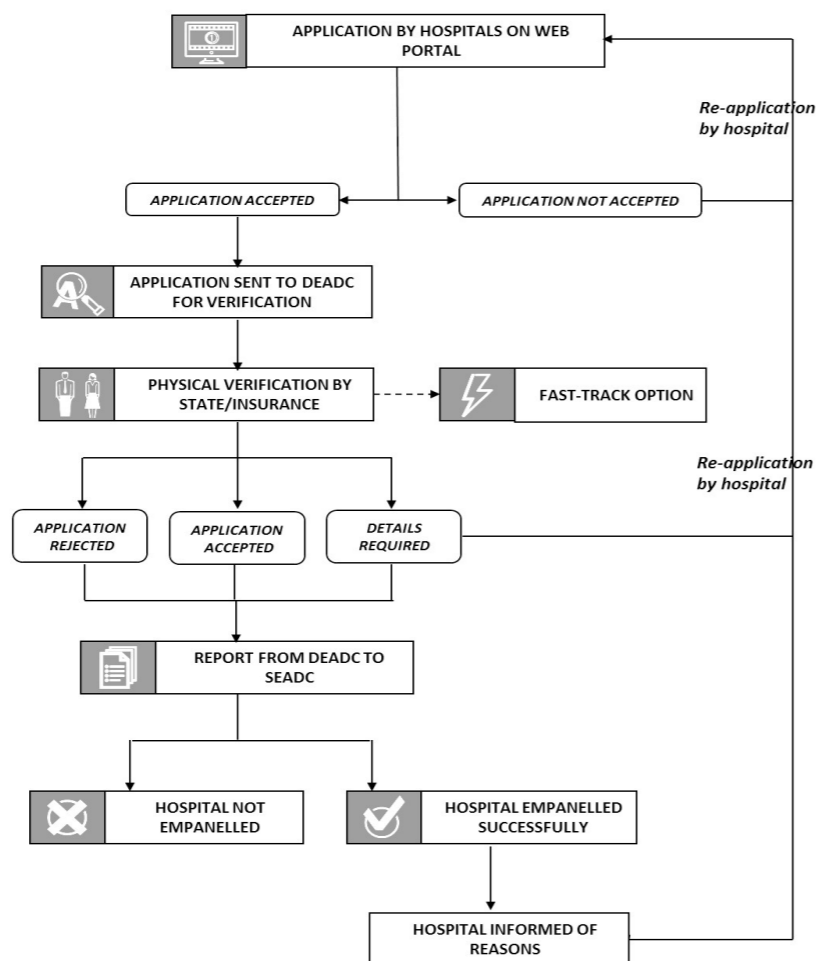 APPLICATION BY HOSPITALS ON WEB
PORTAL
Re-application
by hospital
APPLICATION ACCEPTED
APPLICATION NOT ACCEPTED
APPLICATION SENT TO DEADC
FOR VERIFICATION
PHYSICAL VERIFICATION BY
STATE/INSURANCE
FAST-TRACK OPTION
Re-application
by hospital
APPLICATION
REJECTED
APPLICATION
ACCEPTED
DETAILS
REQUIRED
REPORT FROM DEADC TO
SEADC
HOSPITAL NOT
EMPANELLED
HOSPITAL EMPANELLED
SUCCESSFULLY
HOSPITAL INFORMED OF
REASONS